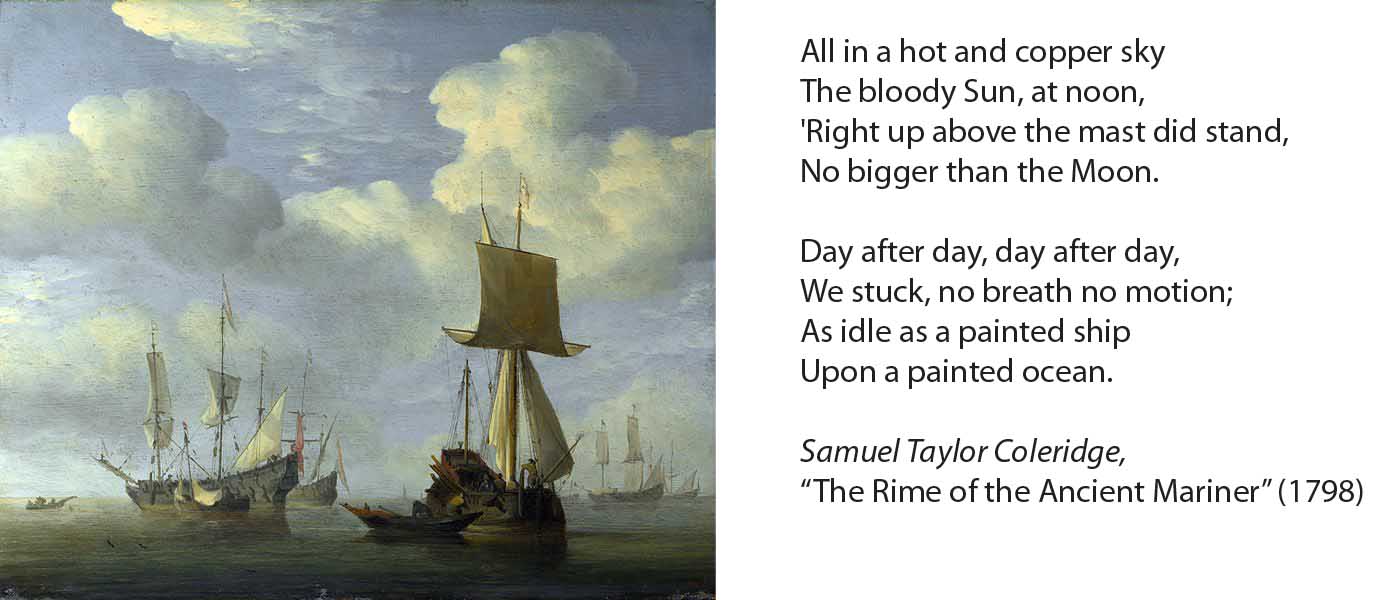 All in a hot and copper sky
The bloody Sun, at noon,
'Right up above the mast did stand,
No bigger than the Moon.
Day after day, day after day,
We stuck, no breath no motion;
As idle as a painted ship
Upon a painted ocean.
Samuel Taylor Coleridge,
“The Rime of the Ancient Mariner” (1798)